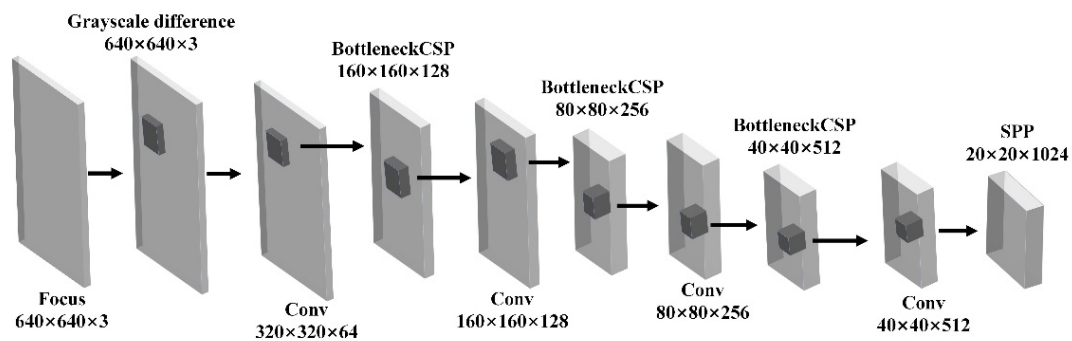 Grayscale difference
640×640×3
BottleneckCSP
160×160×128
BottleneckCSP
80×80×256
BottleneckCSP
40×40×512
SPP
20×20×1024
Focus
640×640×3
Conv
320×320×64
Conv
160×160×128
Conv
80×80×256
Conv
40×40×512